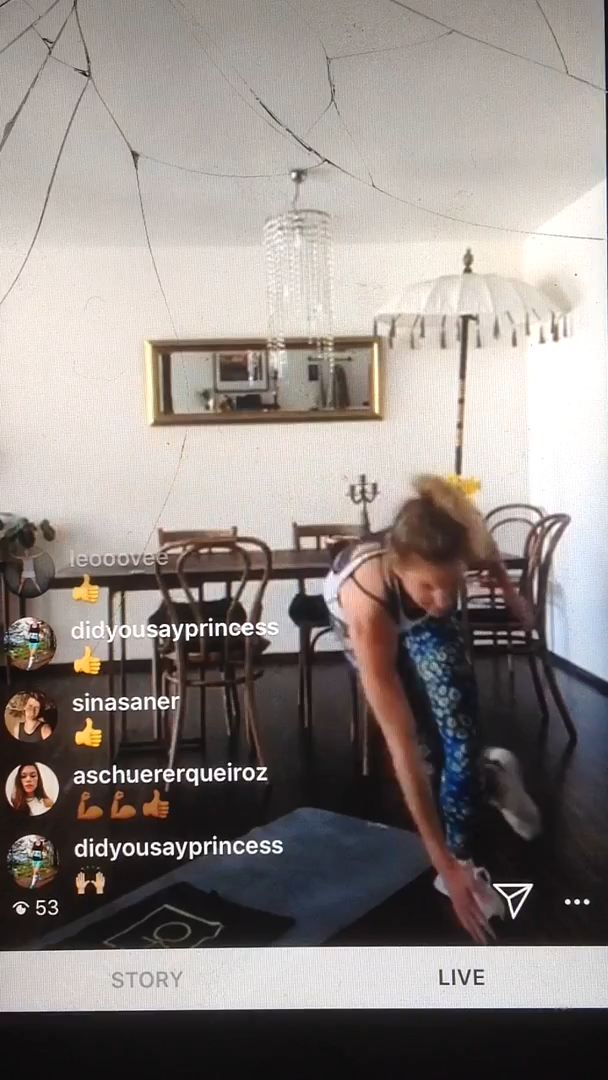 leooovee
👍
didyousayprincess
👍
sinasaner
👍
aschuererqueiroz
💪🏾💪🏾👍🏾
didyousayprincess
🙌🏼
53
STORY
LIVE